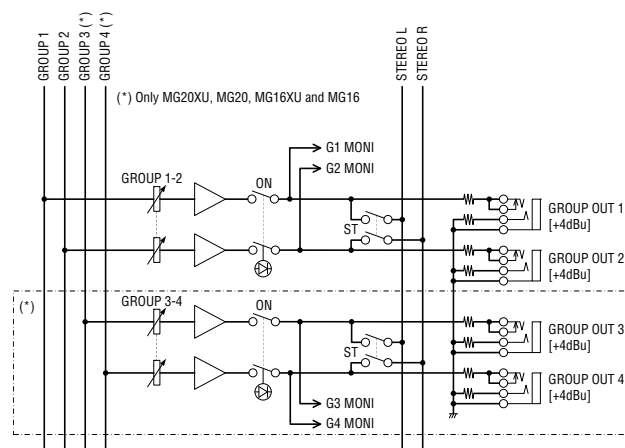 GROUP 1
GROUP 2
GROUP 3 (*)
GROUP 4 (*)
STEREO L
STEREO R
(*) Only MG20XU, MG20, MG16XU and MG16
G1 MONI
G2 MONI
GROUP 1-2
ON
ST
GROUP OUT 1
[+4dBu]
GROUP OUT 2
[+4dBu]
(*)
GROUP 3-4
ON
ST
GROUP OUT 3
[+4dBu]
GROUP OUT 4
[+4dBu]
G3 MONI
G4 MONI